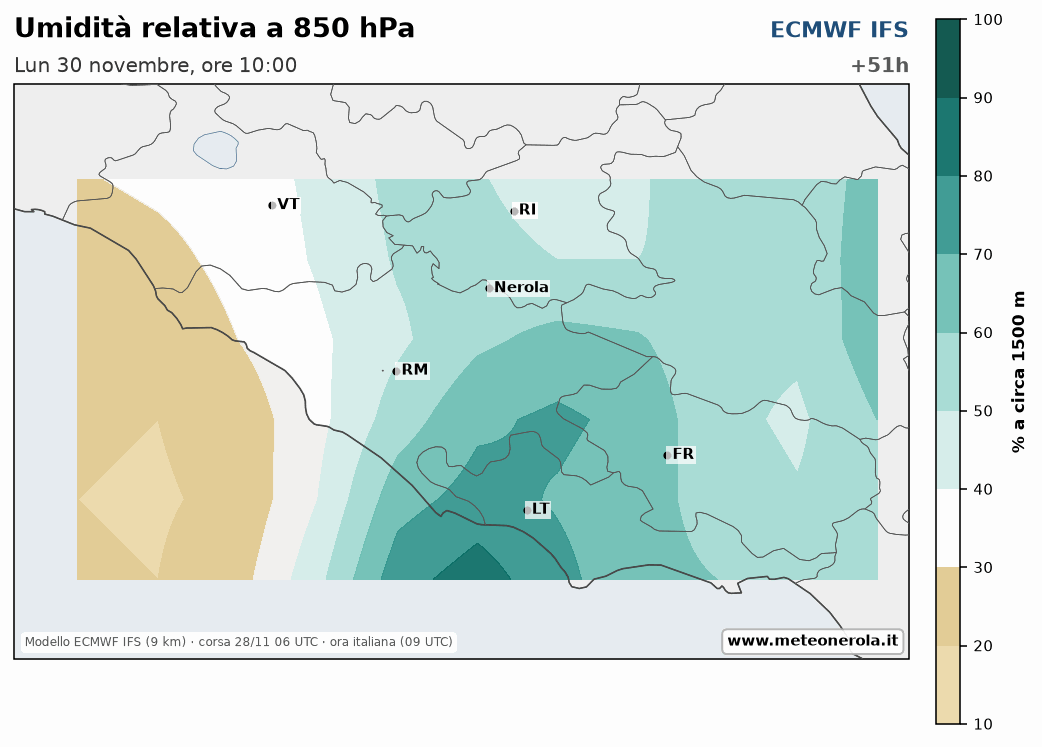 Umidità relativa a 850 hPa
ECMWF IFS
Lun 30 novembre, ore 10:00
+51h
VT
RI
Nerola
RM
FR
LT
Modello ECMWF IFS (9 km) · corsa 28/11 06 UTC · ora italiana (09 UTC)
www.meteonerola.it
100
90
80
70
60
50
40
30
20
10
% a circa 1500 m